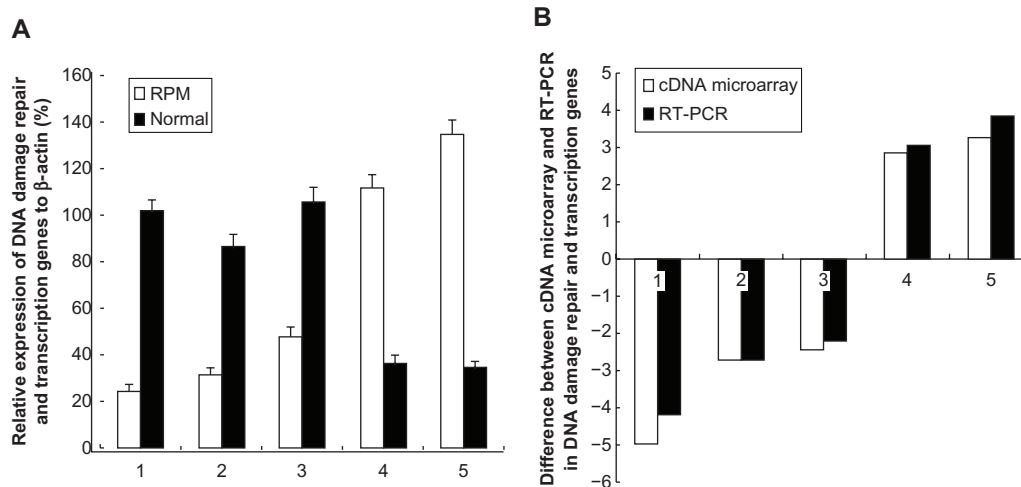 A
Relative expression of DNA damage repair
and transcription genes to β-actin (%)
160
140
120
100
80
60
40
20
0
RPM
Normal
1 2 3 4 5
B
Difference between cDNA microarray and RT-PCR
in DNA damage repair and transcription genes
5
4
3
2
1
0
−1
−2
−3
−4
−5
−6
cDNA microarray
RT-PCR
1 2 3 4 5